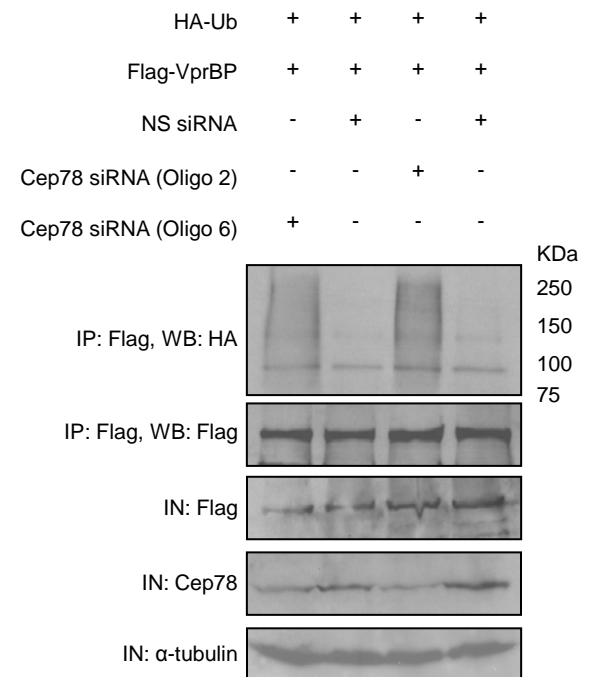 HA-Ub + + + +
Flag-VprBP + + + +
NS siRNA - + - +
Cep78 siRNA (Oligo 2) - - + -
Cep78 siRNA (Oligo 6) + - - -
KDa
250
150
IP: Flag, WB: HA
100
75
IP: Flag, WB: Flag
IN: Flag
IN: Cep78
IN: α-tubulin